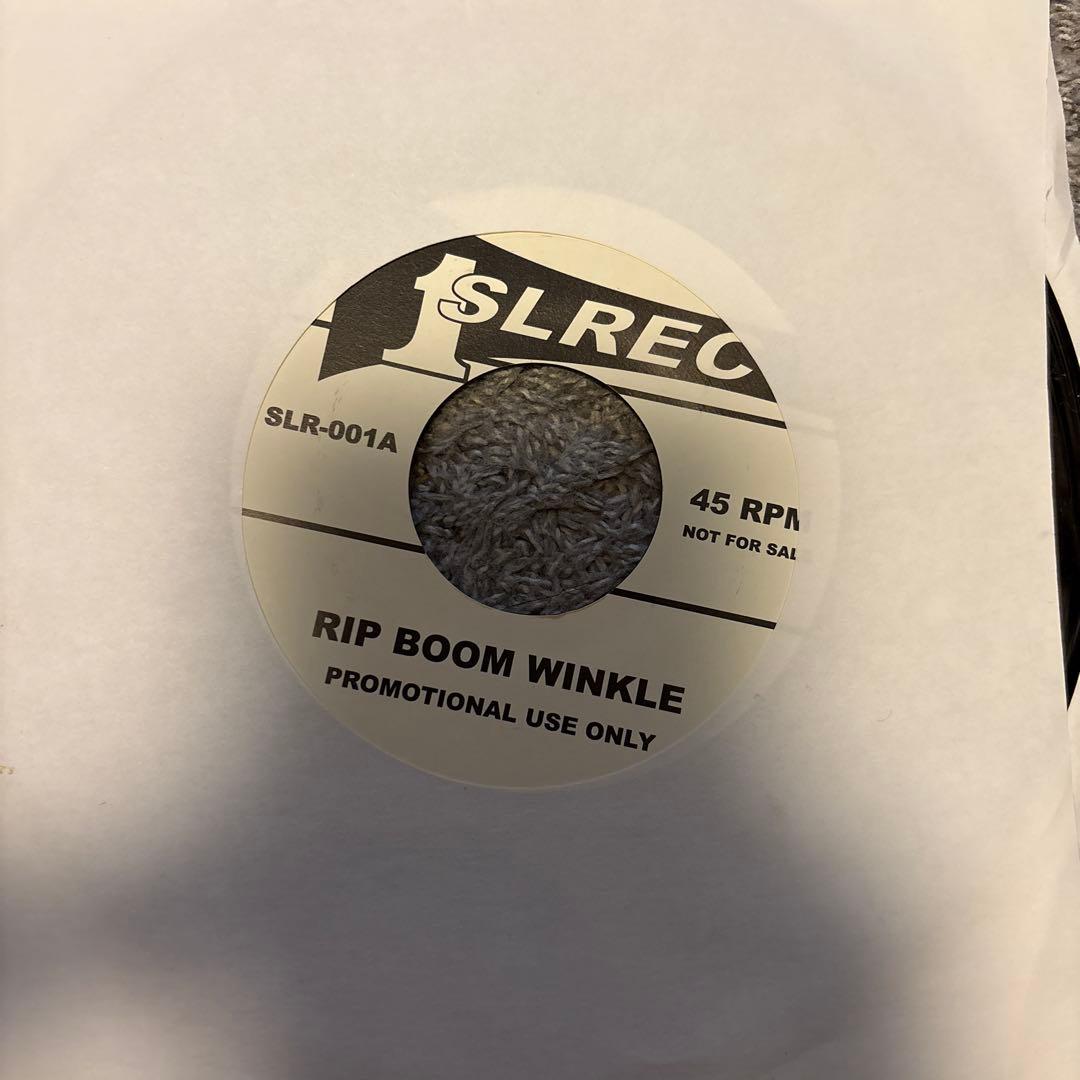 1SLREC
SLR-001A
45 RPM
NOT FOR SAL
RIP BOOM WINKLE
PROMOTIONAL USE ONLY